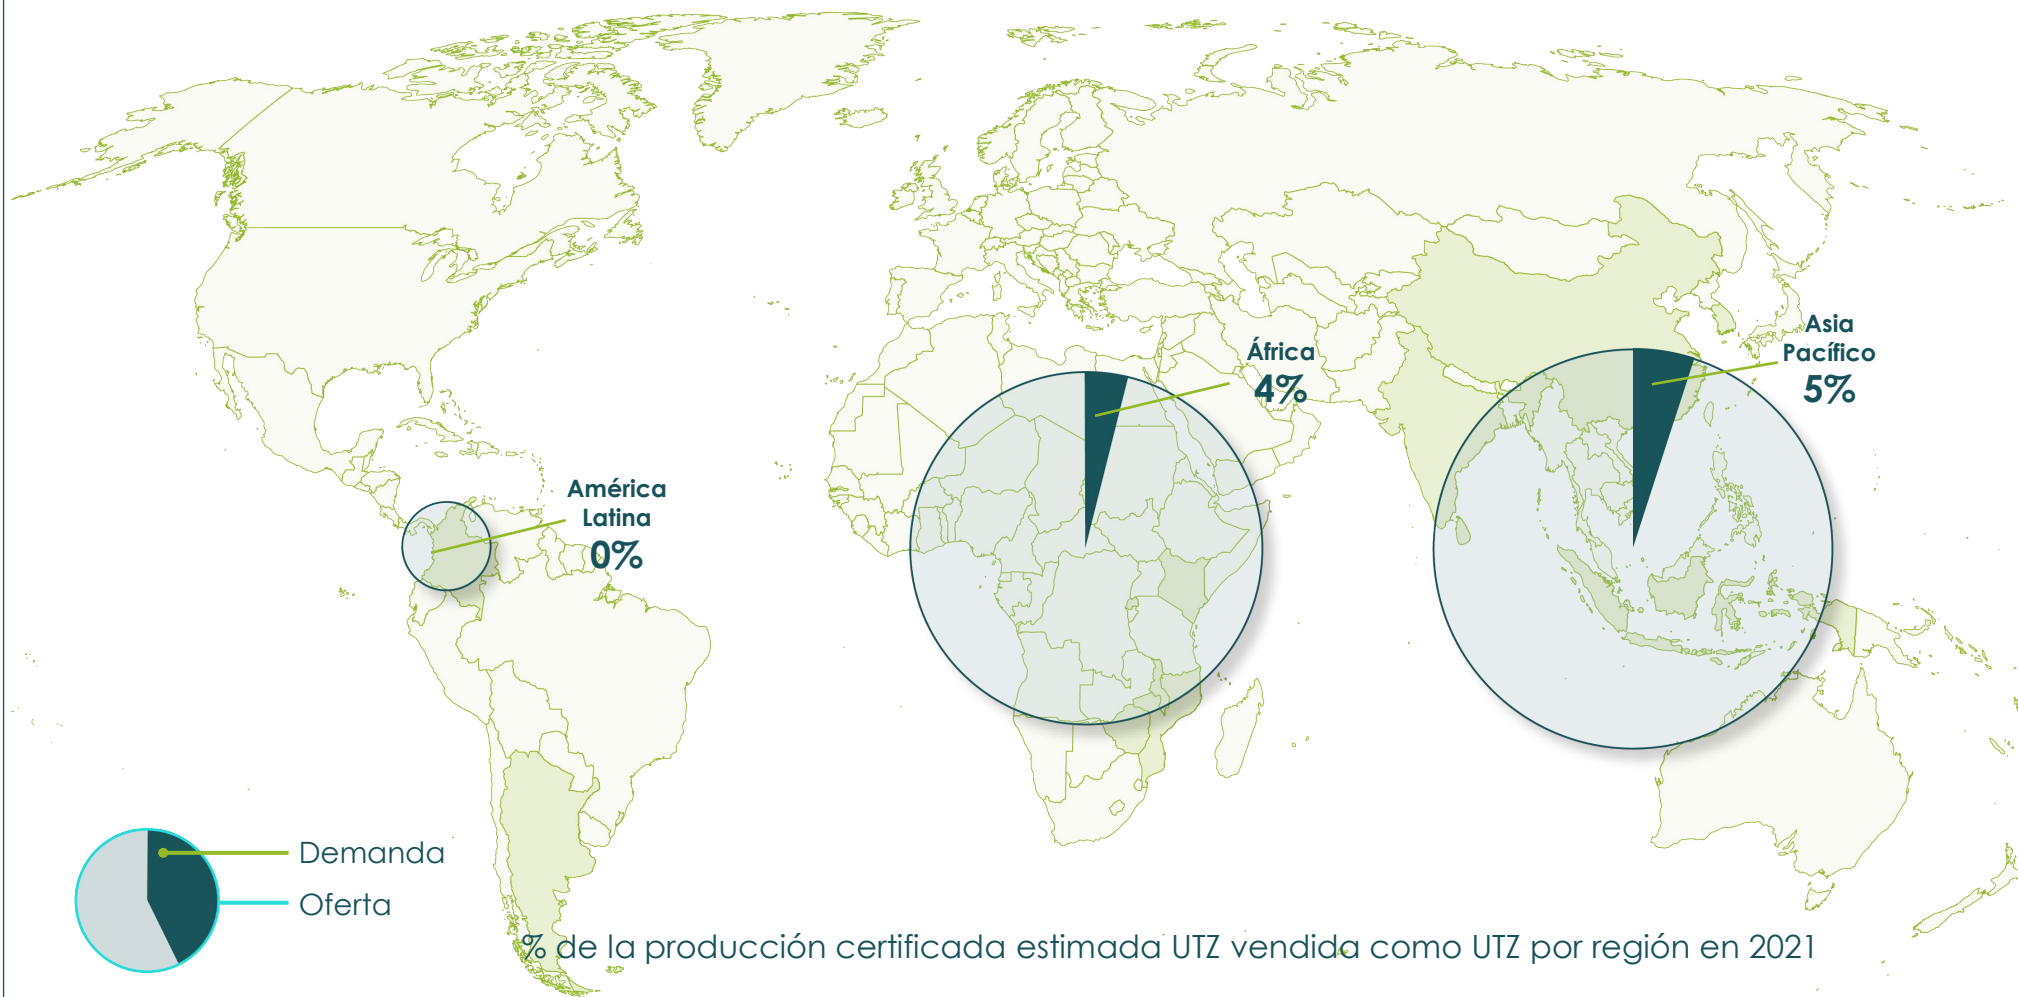 Asia
Pacífico
5%
África
4%
América
Latina
0%
Demanda
Oferta
% de la producción certificada estimada UTZ vendida como UTZ por región en 2021